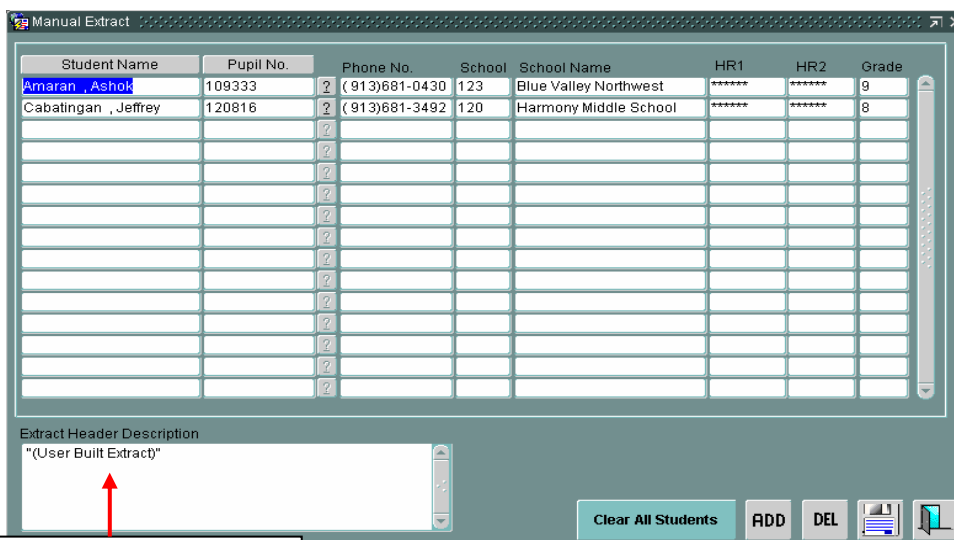 Manual Extract
Student Name Pupil No. Phone No. School School Name HR1 HR2 Grade
Amaran , Ashok 109333 ? (913)681-0430 123 Blue Valley Northwest ****** ****** 9
Cabatingan , Jeffrey 120816 ? (913)681-3492 120 Harmony Middle School ****** ****** 8
?
?
?
?
?
?
?
?
?
?
?
?
?
Extract Header Description
"(User Built Extract)"
Clear All Students ADD DEL